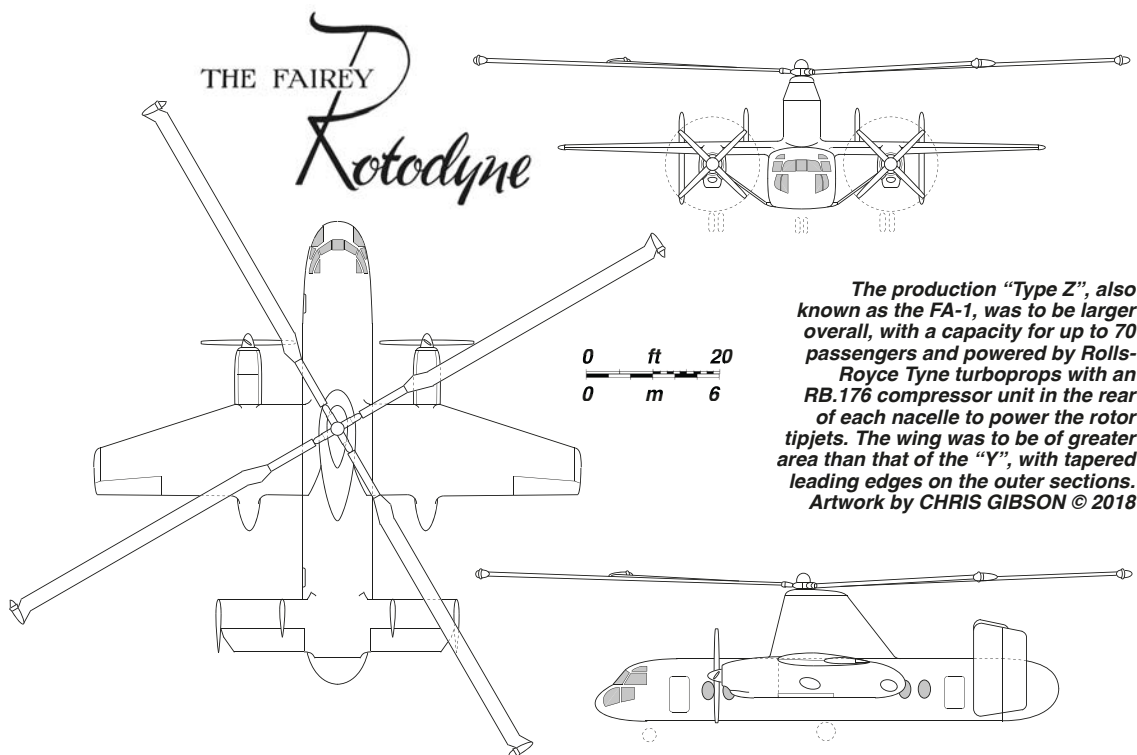 THE FAIREY
Rotodyne
The production “Type Z”, also
known as the FA-1, was to be larger
overall, with a capacity for up to 70
passengers and powered by Rolls-
Royce Tyne turboprops with an
RB.176 compressor unit in the rear
of each nacelle to power the rotor
tipjets. The wing was to be of greater
area than that of the “Y”, with tapered
leading edges on the outer sections.
Artwork by CHRIS GIBSON © 2018
0 ft 20
0 m 6